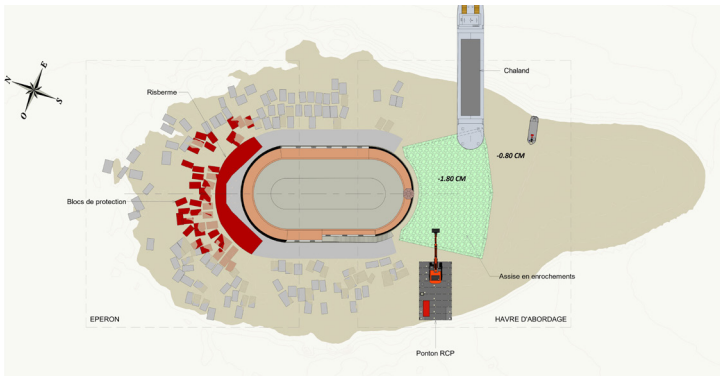 N
E
S
O
Risberme
Chaland
-0.80 CM
-1.80 CM
Blocs de protection
Assise en enrochements
EPERON
HAVRE D'ABORDAGE
Ponton RCP